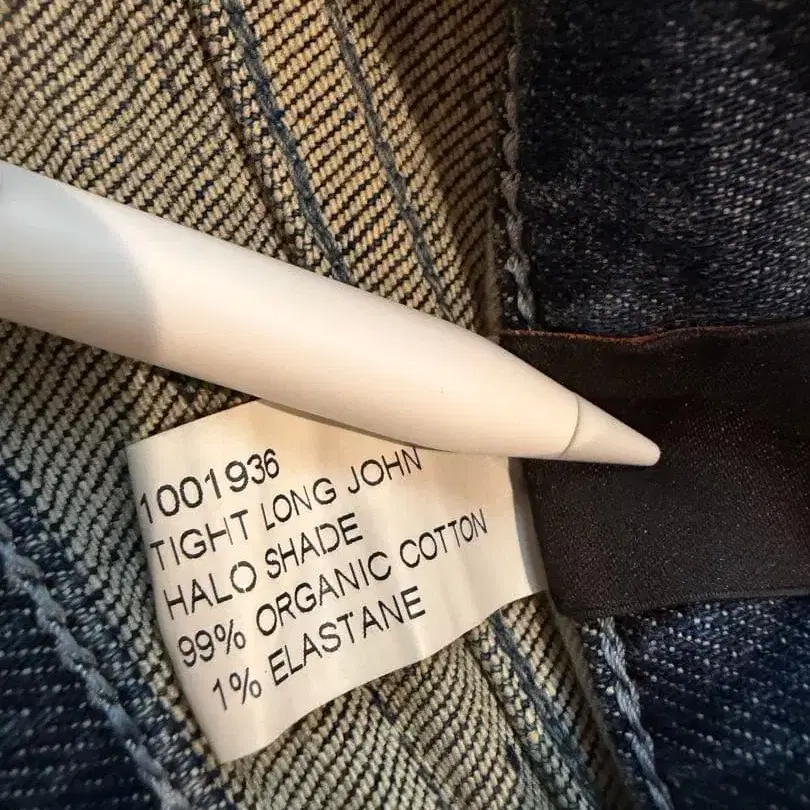 1001936
TIGHT LONG JOHN
HALO SHADE
99% ORGANIC COTTON
1% ELASTANE